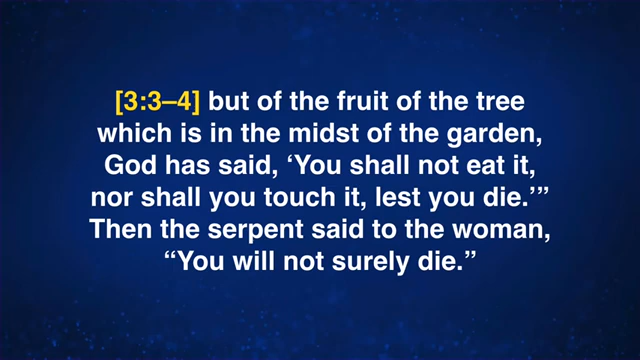 [3:3–4] but of the fruit of the tree
which is in the midst of the garden,
God has said, ‘You shall not eat it,
nor shall you touch it, lest you die.’”
Then the serpent said to the woman,
“You will not surely die.”